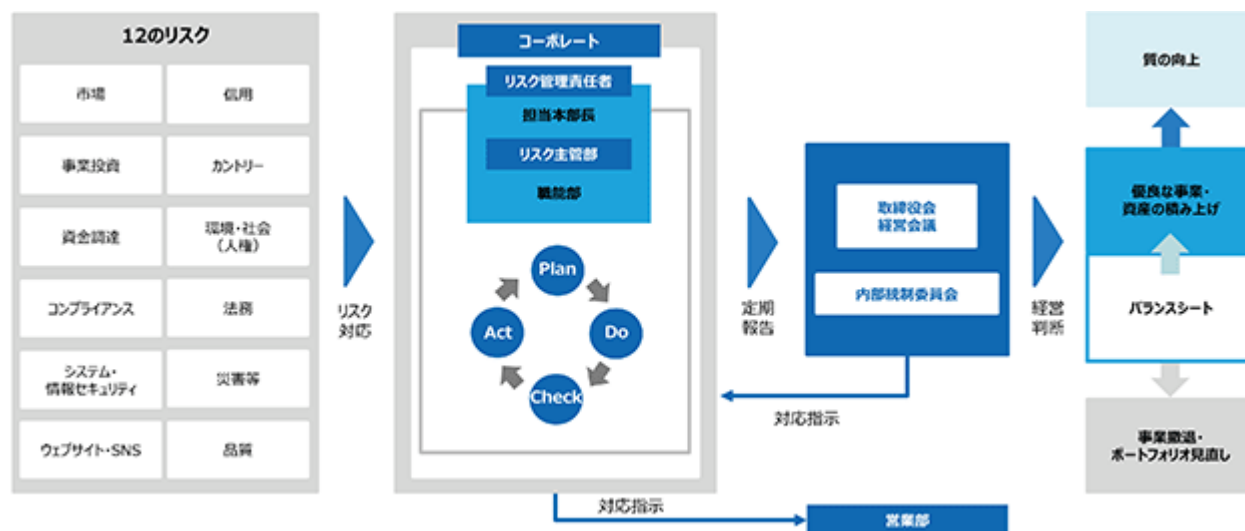 12のリスク
市場
信用
事業投資
カントリー
資金調達
環境・社会
（人権）
コンプライアンス
法務
システム・
情報セキュリティ
災害等
ウェブサイト・SNS
品質
リスク
対応
コーポレート
リスク管理責任者
担当本部長
リスク主管部
職能部
Plan
Do
Check
Act
定期
報告
取締役会
経営会議
内部統制委員会
対応指示
対応指示
営業部
経営
判断
質の向上
優良な事業・
資産の積み上げ
バランスシート
事業撤退・
ポートフォリオ見直し